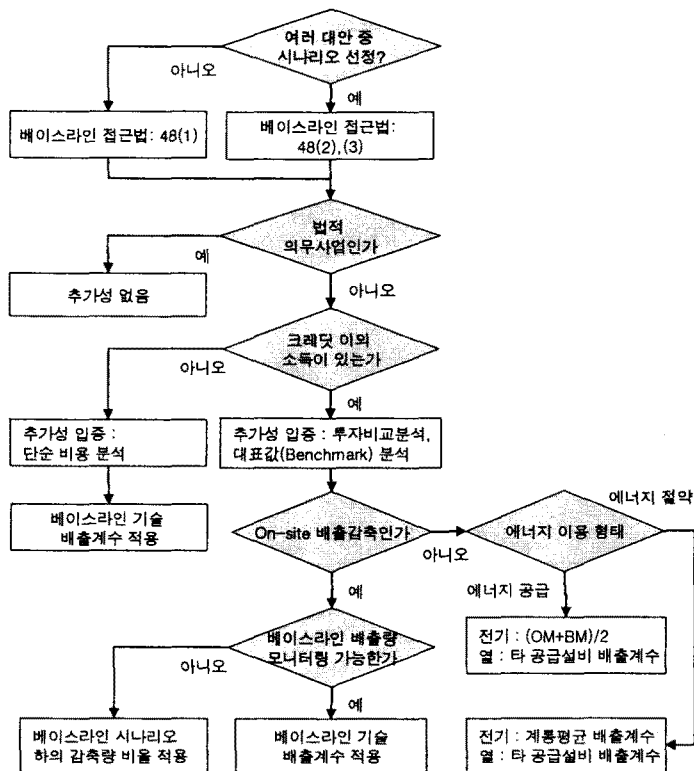 여러 대안 중
시나리오 선정?
아니오
예
베이스라인 접근법: 48(1)
베이스라인 접근법:
48(2),(3)
법적
의무사업인가
예
아니오
추가성 없음
크레딧 이외
소득이 있는가
아니오
예
추가성 입증 :
단순 비용 분석
추가성 입증 : 투자비교분석,
대표값(Benchmark) 분석
베이스라인 기술
배출계수 적용
On-site 배출감축인가
아니오
에너지 이용 형태
에너지 절약
예
에너지 공급
베이스라인 배출량
모니터링 가능한가
아니오
예
전기 : (OM+BM)/2
열 : 타 공급설비 배출계수
베이스라인 시나리오
하의 감축량 비율 적용
베이스라인 기술
배출계수 적용
전기 : 계통평균 배출계수
열 : 타 공급설비 배출계수